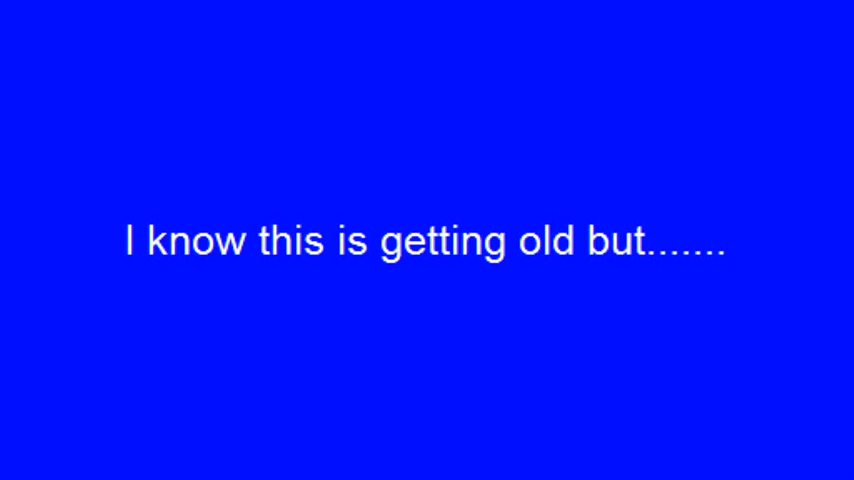 I know this is getting old but.......